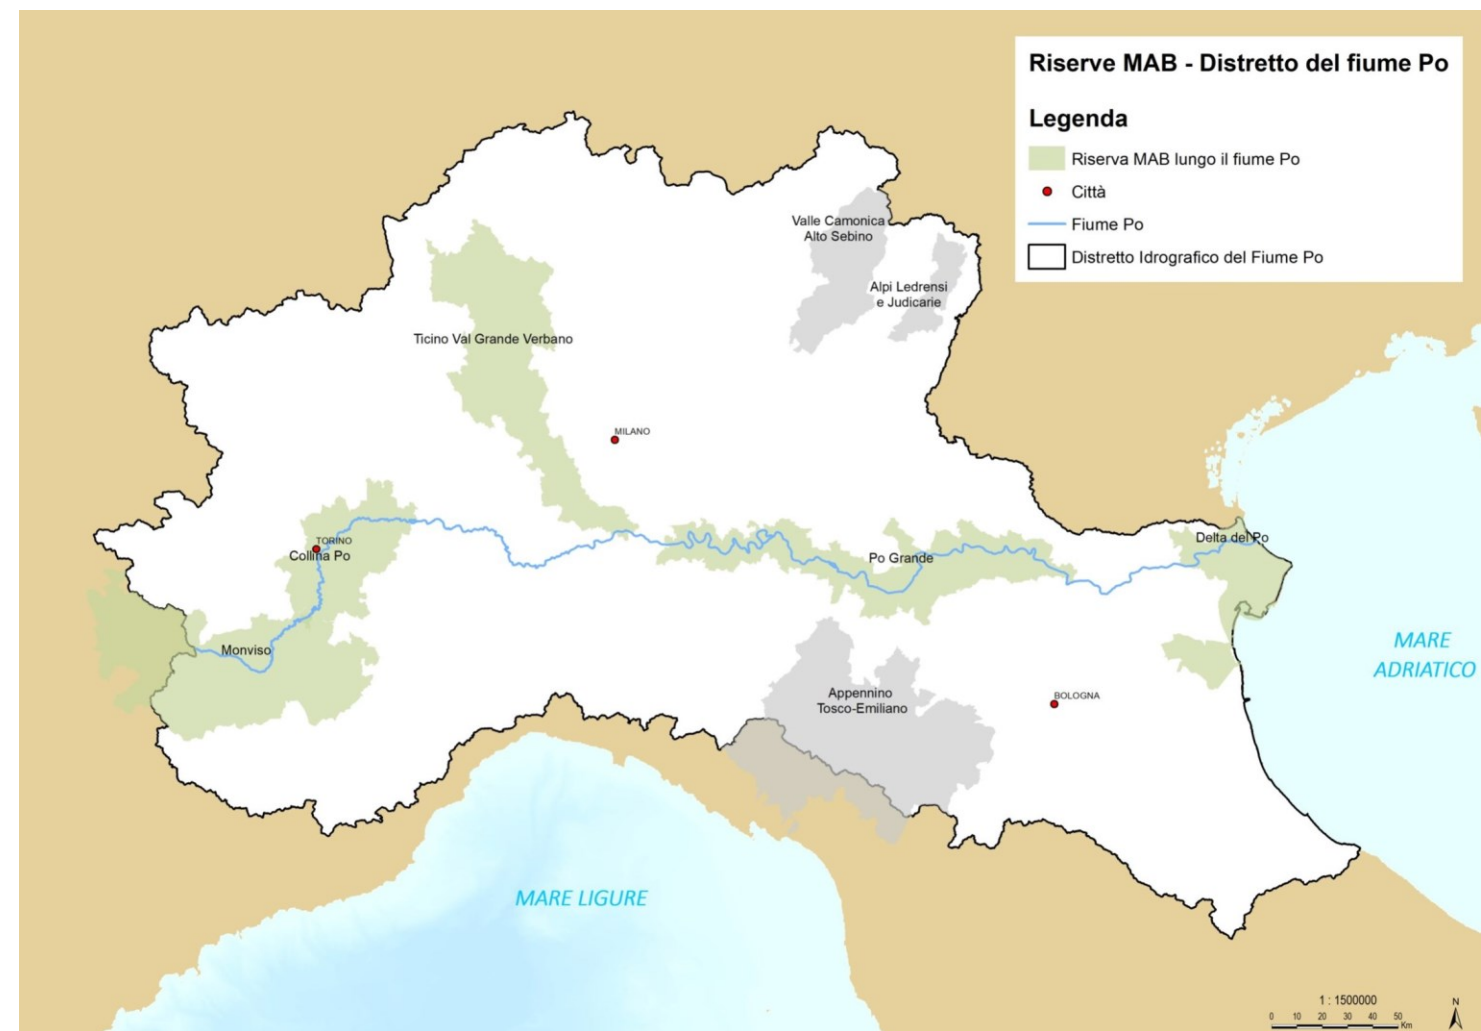 Riserve MAB - Distretto del fiume Po
Legenda
Riserva MAB lungo il fiume Po
Città
Fiume Po
Distretto Idrografico del Fiume Po
Valle Camonica
Alto Sebino
Alpi Ledrensi
e Judicarie
Ticino Val Grande Verbano
MILANO
TORINO
Collina Po
Po Grande
Delta del Po
Monviso
MARE
ADRIATICO
Appennino
Tosco-Emiliano
BOLOGNA
MARE LIGURE
1 : 1500000
0 10 20 30 40 50
Km
N